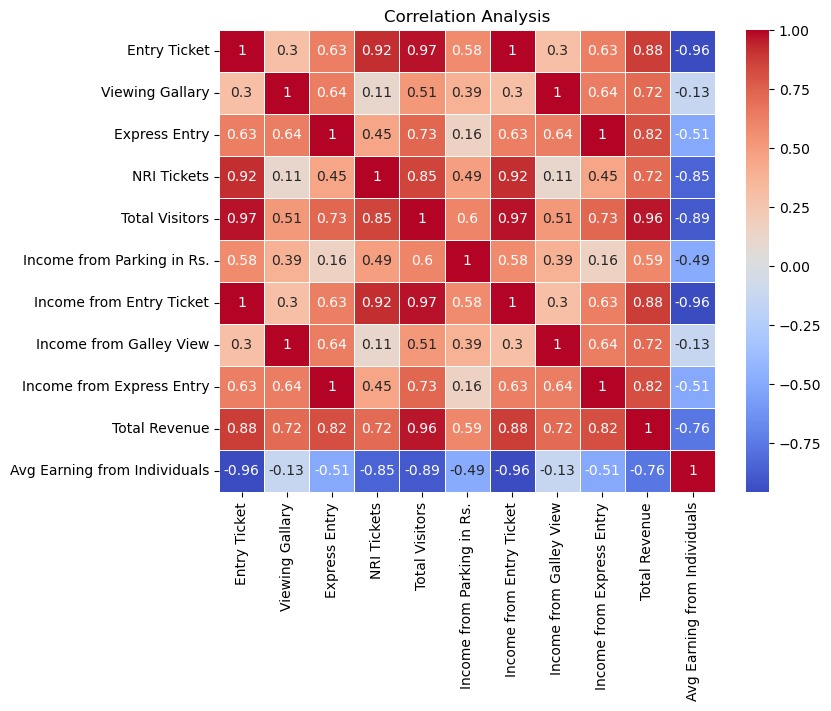 Correlation Analysis
Entry Ticket 1 0.3 0.63 0.92 0.97 0.58 1 0.3 0.63 0.88 -0.96
Viewing Gallary 0.3 1 0.64 0.11 0.51 0.39 0.3 1 0.64 0.72 -0.13
Express Entry 0.63 0.64 1 0.45 0.73 0.16 0.63 0.64 1 0.82 -0.51
NRI Tickets 0.92 0.11 0.45 1 0.85 0.49 0.92 0.11 0.45 0.72 -0.85
Total Visitors 0.97 0.51 0.73 0.85 1 0.6 0.97 0.51 0.73 0.96 -0.89
Income from Parking in Rs. 0.58 0.39 0.16 0.49 0.6 1 0.58 0.39 0.16 0.59 -0.49
Income from Entry Ticket 1 0.3 0.63 0.92 0.97 0.58 1 0.3 0.63 0.88 -0.96
Income from Galley View 0.3 1 0.64 0.11 0.51 0.39 0.3 1 0.64 0.72 -0.13
Income from Express Entry 0.63 0.64 1 0.45 0.73 0.16 0.63 0.64 1 0.82 -0.51
Total Revenue 0.88 0.72 0.82 0.72 0.96 0.59 0.88 0.72 0.82 1 -0.76
Avg Earning from Individuals -0.96 -0.13 -0.51 -0.85 -0.89 -0.49 -0.96 -0.13 -0.51 -0.76 1
Entry Ticket
Viewing Gallary
Express Entry
NRI Tickets
Total Visitors
Income from Parking in Rs.
Income from Entry Ticket
Income from Galley View
Income from Express Entry
Total Revenue
Avg Earning from Individuals
1.00
0.75
0.50
0.25
0.00
−0.25
−0.50
−0.75